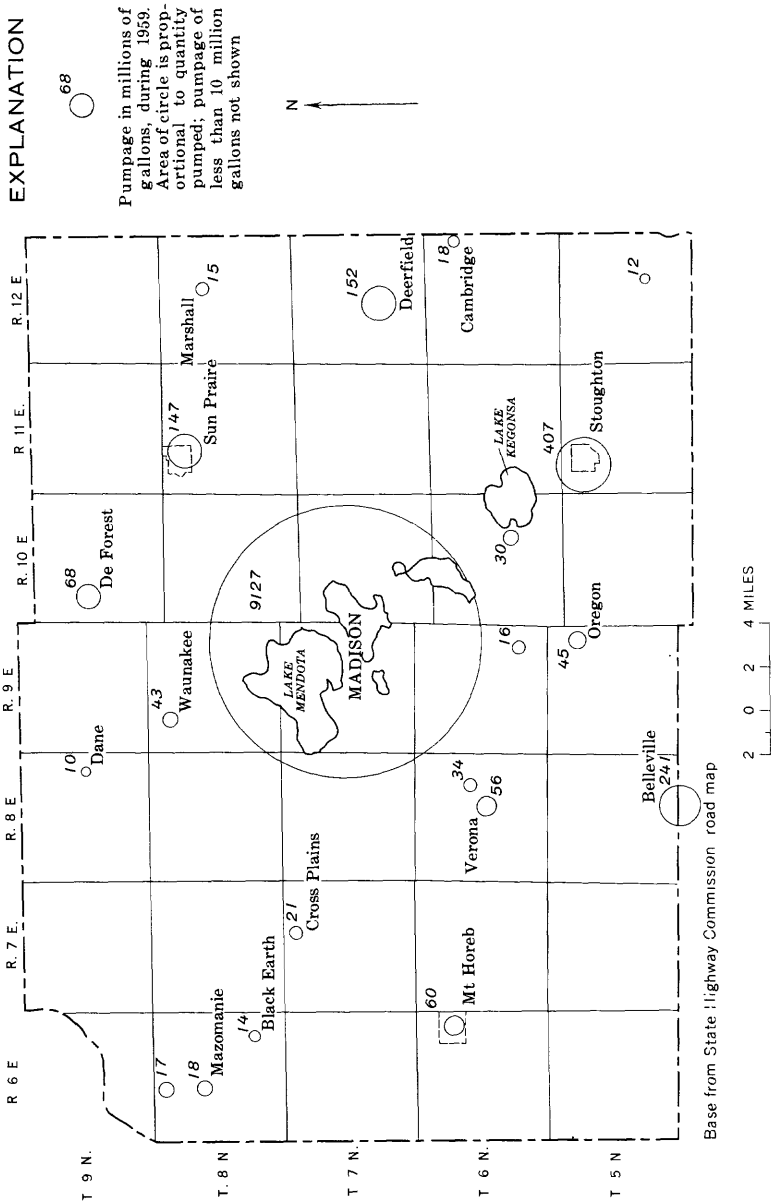 R 6 E
R. 7 E.
R. 8 E
R. 9 E
R. 10 E
R 11 E.
R. 12 E
EXPLANATION
68
Pumpage in millions of
gallons, during 1959.
Area of circle is prop-
ortional to quantity
pumped; pumpage of
less than 10 million
gallons not shown
N
T 9 N.
T. 8 N
T 7 N.
T 6 N.
T 5 N
10
Dane
68
De Forest
17
18
Mazomanie
14
Black Earth
43
Waunakee
147
Sun Praire
Marshall
15
21
Cross Plains
9127
LAKE
MENDOTA
MADISON
152
Deerfield
60
Mt Horeb
34
56
Verona
16
30
LAKE
KEGONSA
18
Cambridge
45
Oregon
407
Stoughton
12
Belleville
241
Base from State Highway Commission road map
2 0 2 4 MILES